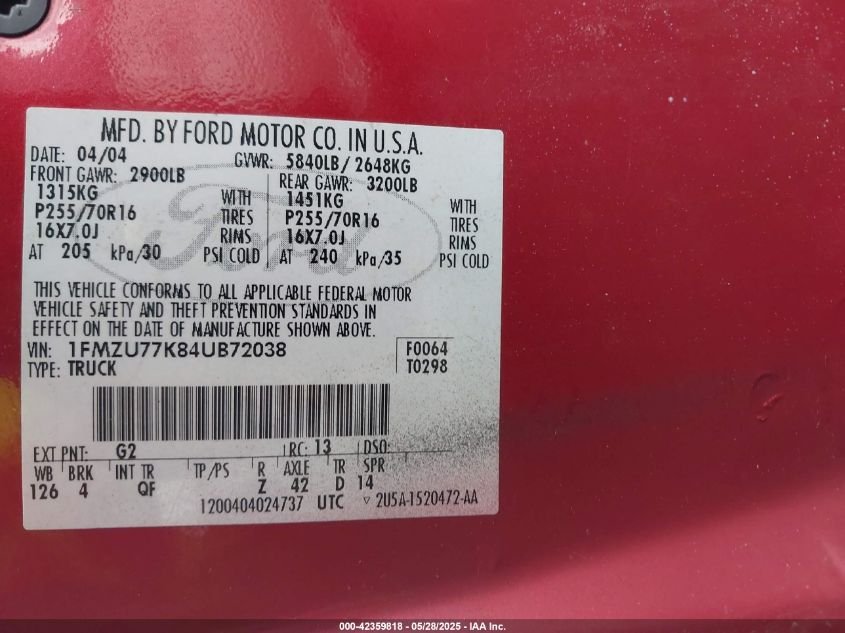 MFD. BY FORD MOTOR CO. IN U.S.A.
DATE: 04/04 GVWR: 5840LB/ 2648KG
FRONT GAWR: 2900LB REAR GAWR: 3200LB
1315KG WITH 1451KG WITH
P255/70R16 TIRES P255/70R16 TIRES
16X7.0J RIMS 16X7.0J RIMS
AT 205 kPa/30 PSI COLD AT 240 kPa/35 PSI COLD
Ford
THIS VEHICLE CONFORMS TO ALL APPLICABLE FEDERAL MOTOR
VEHICLE SAFETY AND THEFT PREVENTION STANDARDS IN
EFFECT ON THE DATE OF MANUFACTURE SHOWN ABOVE.
VIN: 1FMZU77K84UB72038 F0064
TYPE: TRUCK T0298
EXT PNT: G2 RC: 13 DSO:
WB BRK INT TR TP/PS R AXLE TR SPR
126 4 QF Z 42 D 14
1200404024737 UTC ▿ 2U5A-1520472-AA
000-42359818 - 05/28/2025 - IAA Inc.